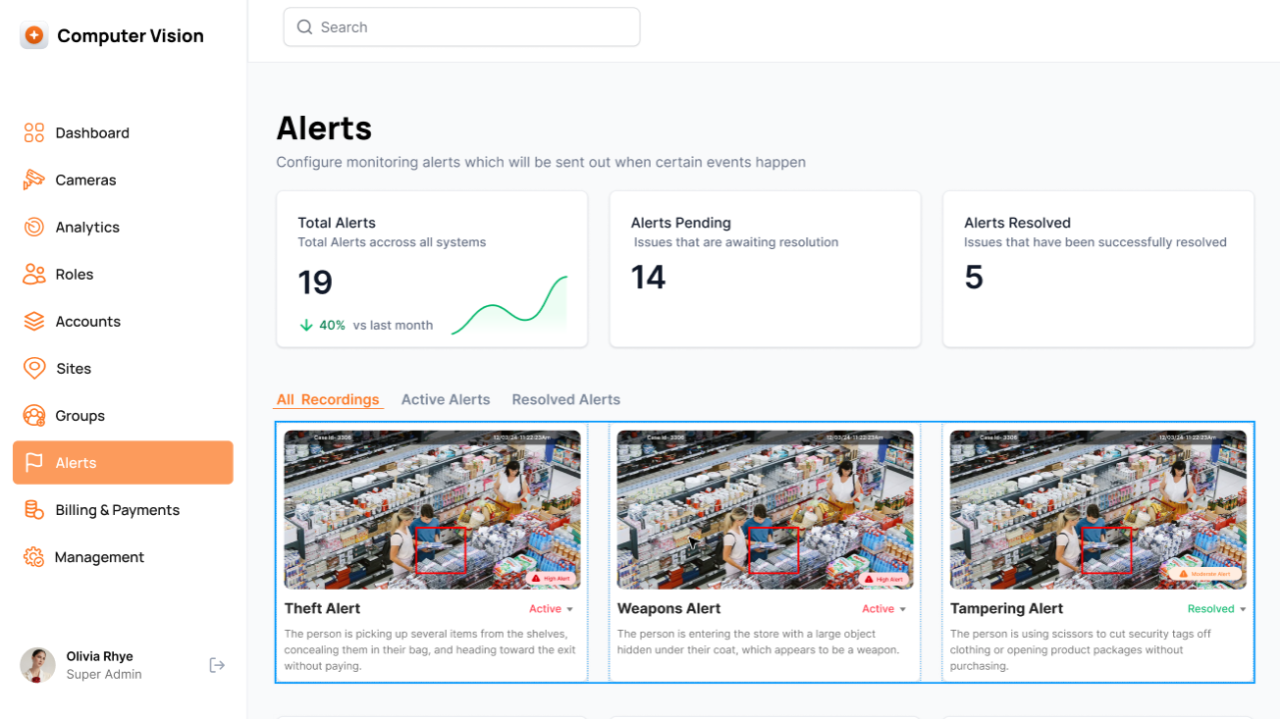 Computer Vision
Search
Dashboard
Cameras
Analytics
Roles
Accounts
Sites
Groups
Alerts
Billing & Payments
Management
Olivia Rhye
Super Admin
Alerts
Configure monitoring alerts which will be sent out when certain events happen
Total Alerts
Total Alerts accross all systems
19
40% vs last month
Alerts Pending
Issues that are awaiting resolution
14
Alerts Resolved
Issues that have been successfully resolved
5
All Recordings
Active Alerts
Resolved Alerts
Case Id- 3306
12/03/24- 11:22:23Am
High Alert
Theft Alert
Active
The person is picking up several items from the shelves,
concealing them in their bag, and heading toward the exit
without paying.
Case Id- 3306
12/03/24- 11:22:23Am
High Alert
Weapons Alert
Active
The person is entering the store with a large object
hidden under their coat, which appears to be a weapon.
Case Id- 3306
12/03/24- 11:22:23Am
Moderate Alert
Tampering Alert
Resolved
The person is using scissors to cut security tags off
clothing or opening product packages without
purchasing.